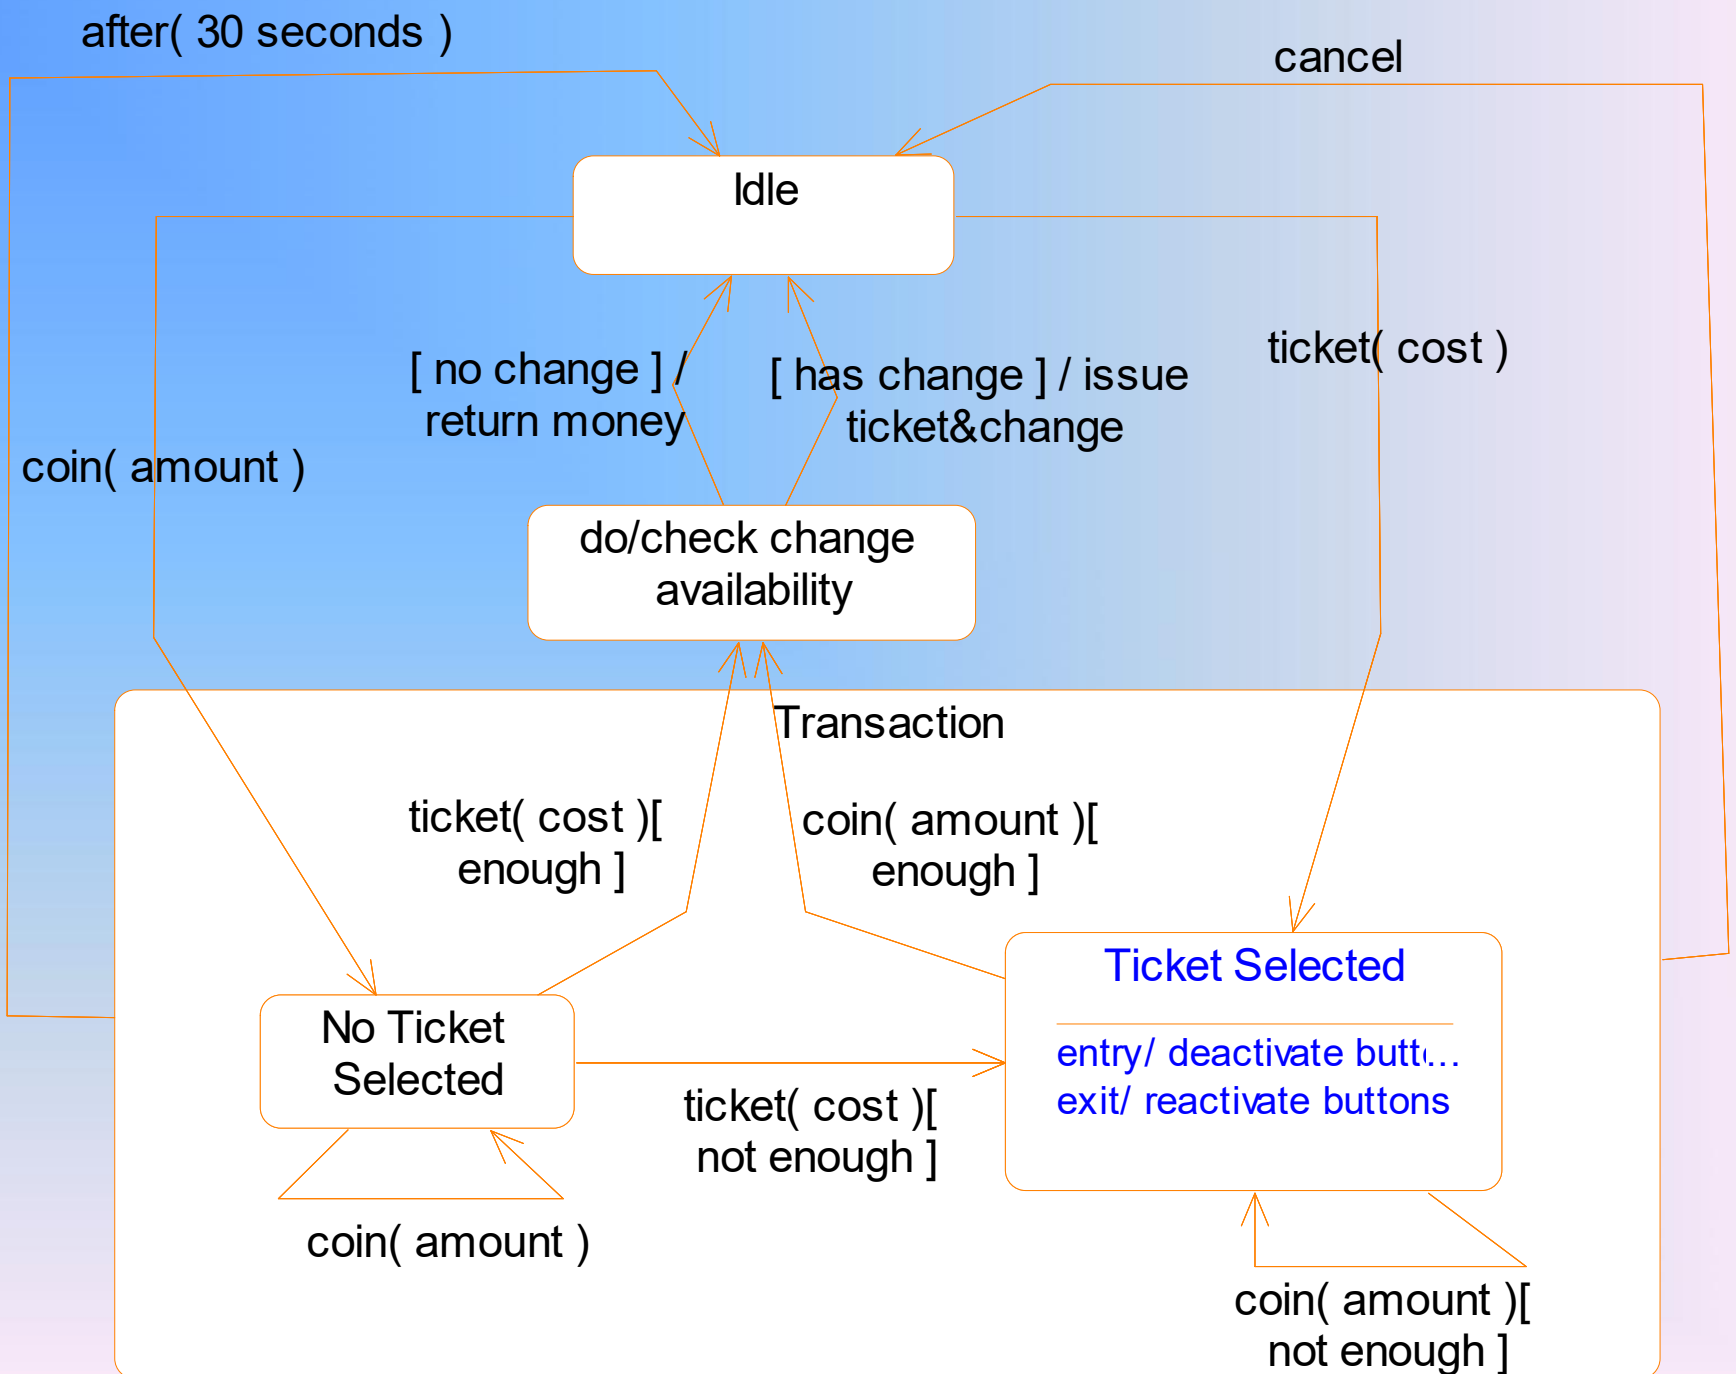 after( 30 seconds )
cancel
Idle
ticket( cost )
[ no change ] /
return money
[ has change ] / issue
ticket&change
coin( amount )
do/check change
availability
Transaction
ticket( cost )[
enough ]
coin( amount )[
enough ]
Ticket Selected
entry/ deactivate butt...
exit/ reactivate buttons
No Ticket
Selected
ticket( cost )[
not enough ]
coin( amount )
coin( amount )[
not enough ]